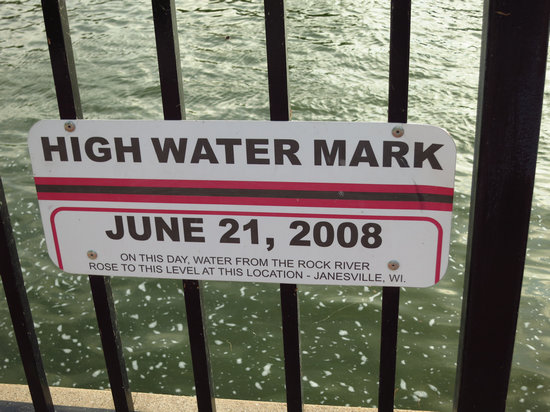 HIGH WATER MARK
JUNE 21, 2008
ON THIS DAY, WATER FROM THE ROCK RIVER
ROSE TO THIS LEVEL AT THIS LOCATION - JANESVILLE, WI.